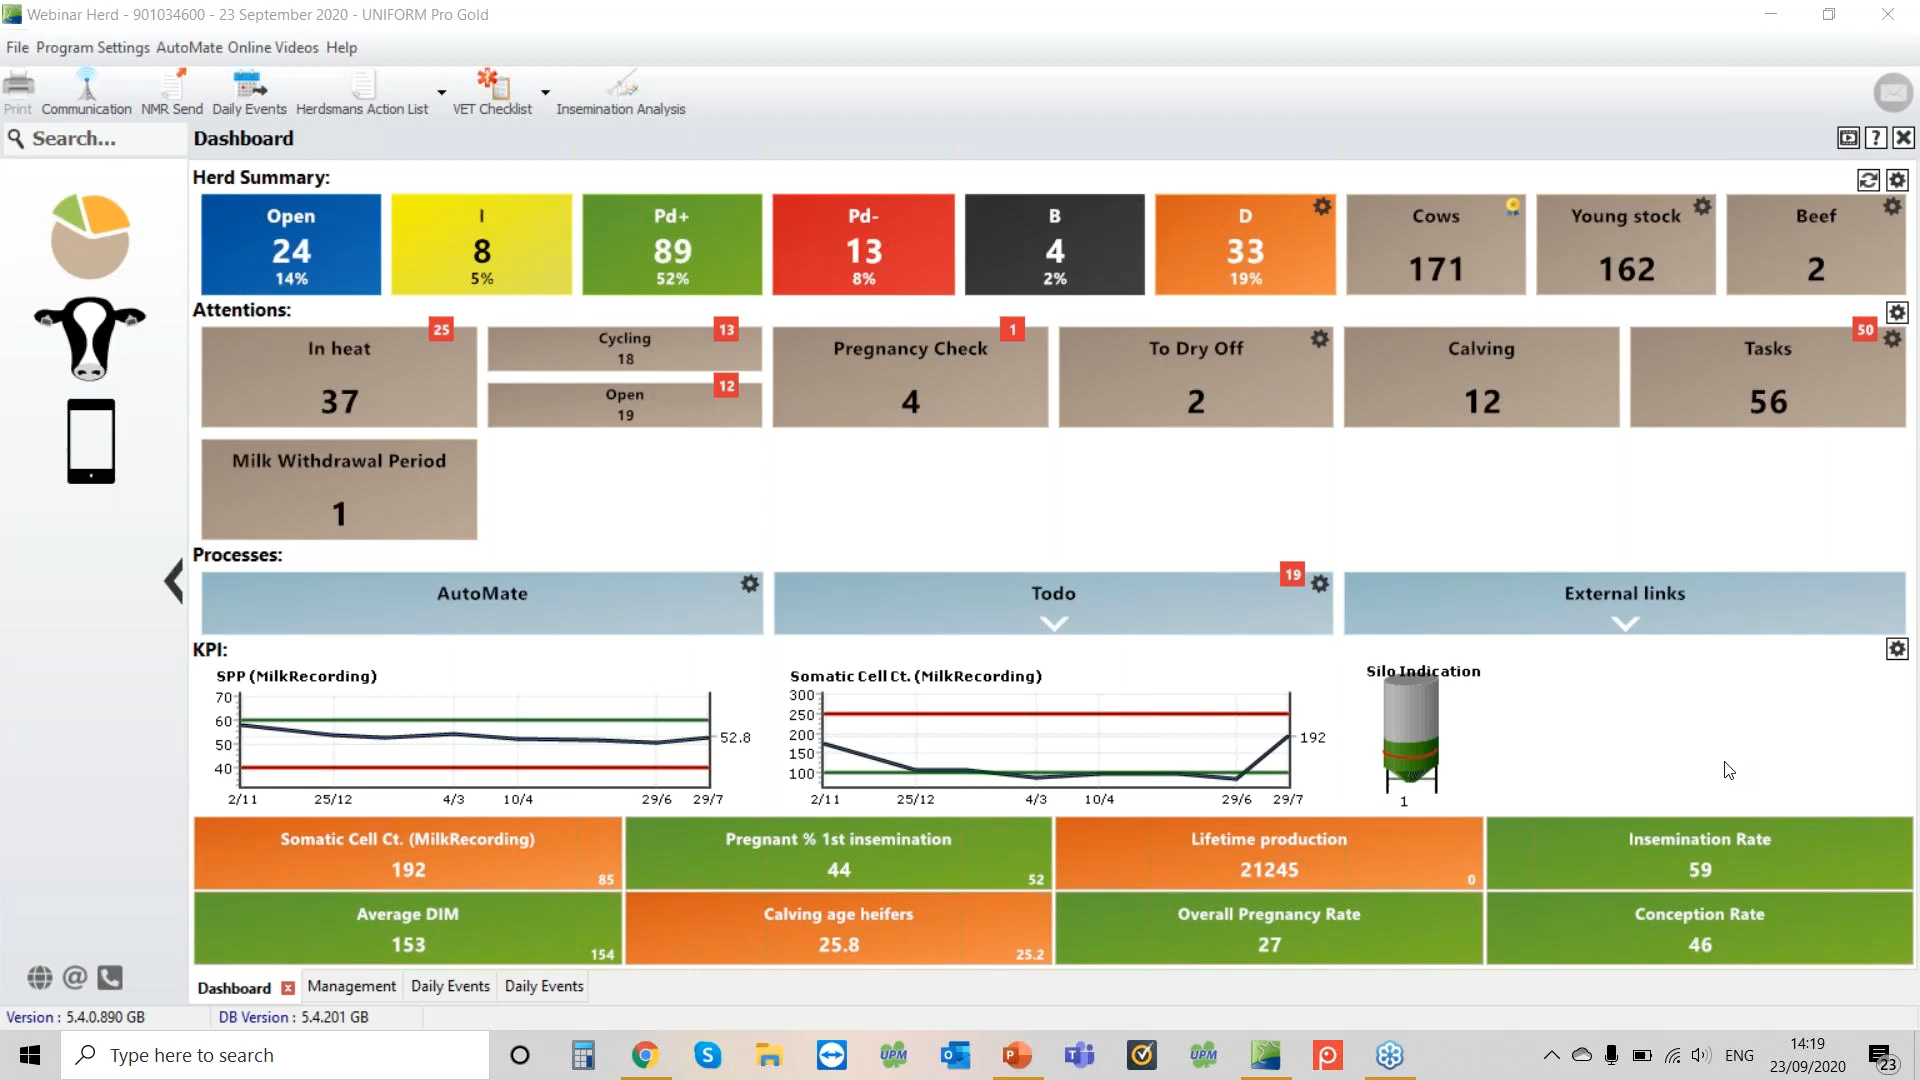 Webinar Herd - 901034600 - 23 September 2020 - UNIFORM Pro Gold
File Program Settings AutoMate Online Videos Help
Print Communication NMR Send Daily Events Herdsmans Action List VET Checklist Insemination Analysis
Search...
Dashboard
?
Herd Summary:
Open I Pd+ Pd- B D Cows Young stock Beef
24 8 89 13 4 33 171 162 2
14% 5% 52% 8% 2% 19%
Attentions:
25 13 1 50
In heat Cycling Pregnancy Check To Dry Off Calving Tasks
18
12
Open
37 19 4 2 12 56
Milk Withdrawal Period
1
Processes:
AutoMate Todo 19 External links
KPI:
SPP (MilkRecording)
70
60
50
40
52.8
2/11 25/12 4/3 10/4 29/6 29/7
Somatic Cell Ct. (MilkRecording)
300
250
200
150
100
192
2/11 25/12 4/3 10/4 29/6 29/7
Silo Indication
1
Somatic Cell Ct. (MilkRecording) Pregnant % 1st insemination Lifetime production Insemination Rate
192 85 44 52 21245 0 59
Average DIM Calving age heifers Overall Pregnancy Rate Conception Rate
153 154 25.8 25.2 27 46
@
Dashboard x Management Daily Events Daily Events
Version : 5.4.0.890 GB DB Version : 5.4.201 GB
Type here to search
S UPM P UPM
ENG
14:19
23/09/2020
23